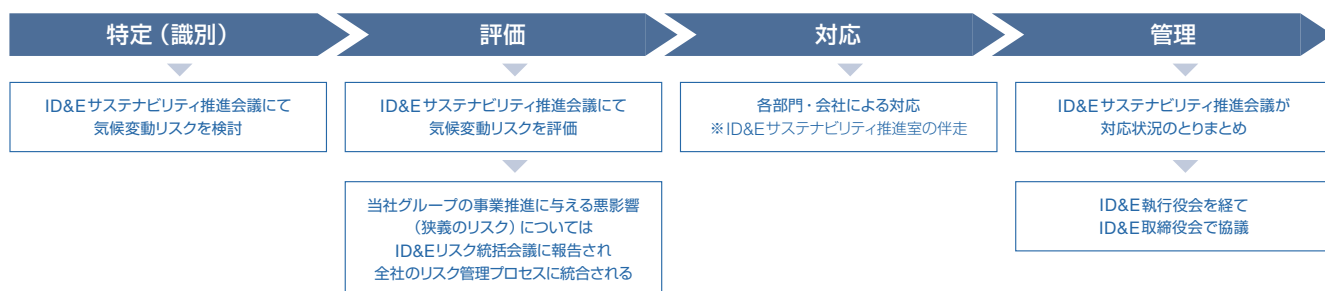 特定（識別）
評価
対応
管理
ID&Eサステナビリティ推進会議にて
気候変動リスクを検討
ID&Eサステナビリティ推進会議にて
気候変動リスクを評価
各部門・会社による対応
※ID&Eサステナビリティ推進室の伴走
ID&Eサステナビリティ推進会議が
対応状況のとりまとめ
当社グループの事業推進に与える悪影響
（狭義のリスク）については
ID&Eリスク統括会議に報告され
全社のリスク管理プロセスに統合される
ID&E執行役会を経て
ID&E取締役会で協議